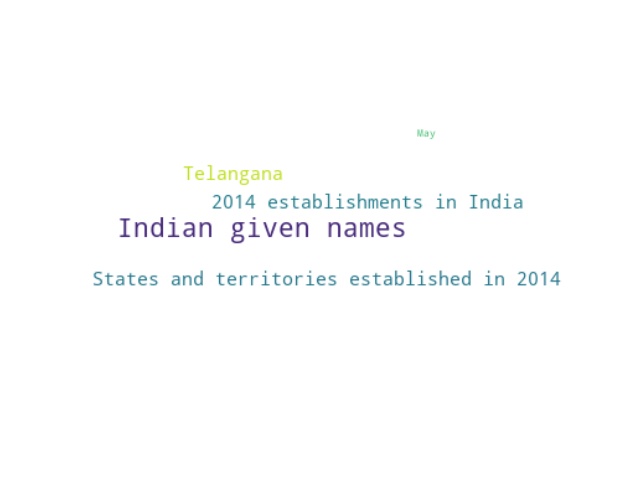 May
Telangana
2014 establishments in India
Indian given names
States and territories established in 2014